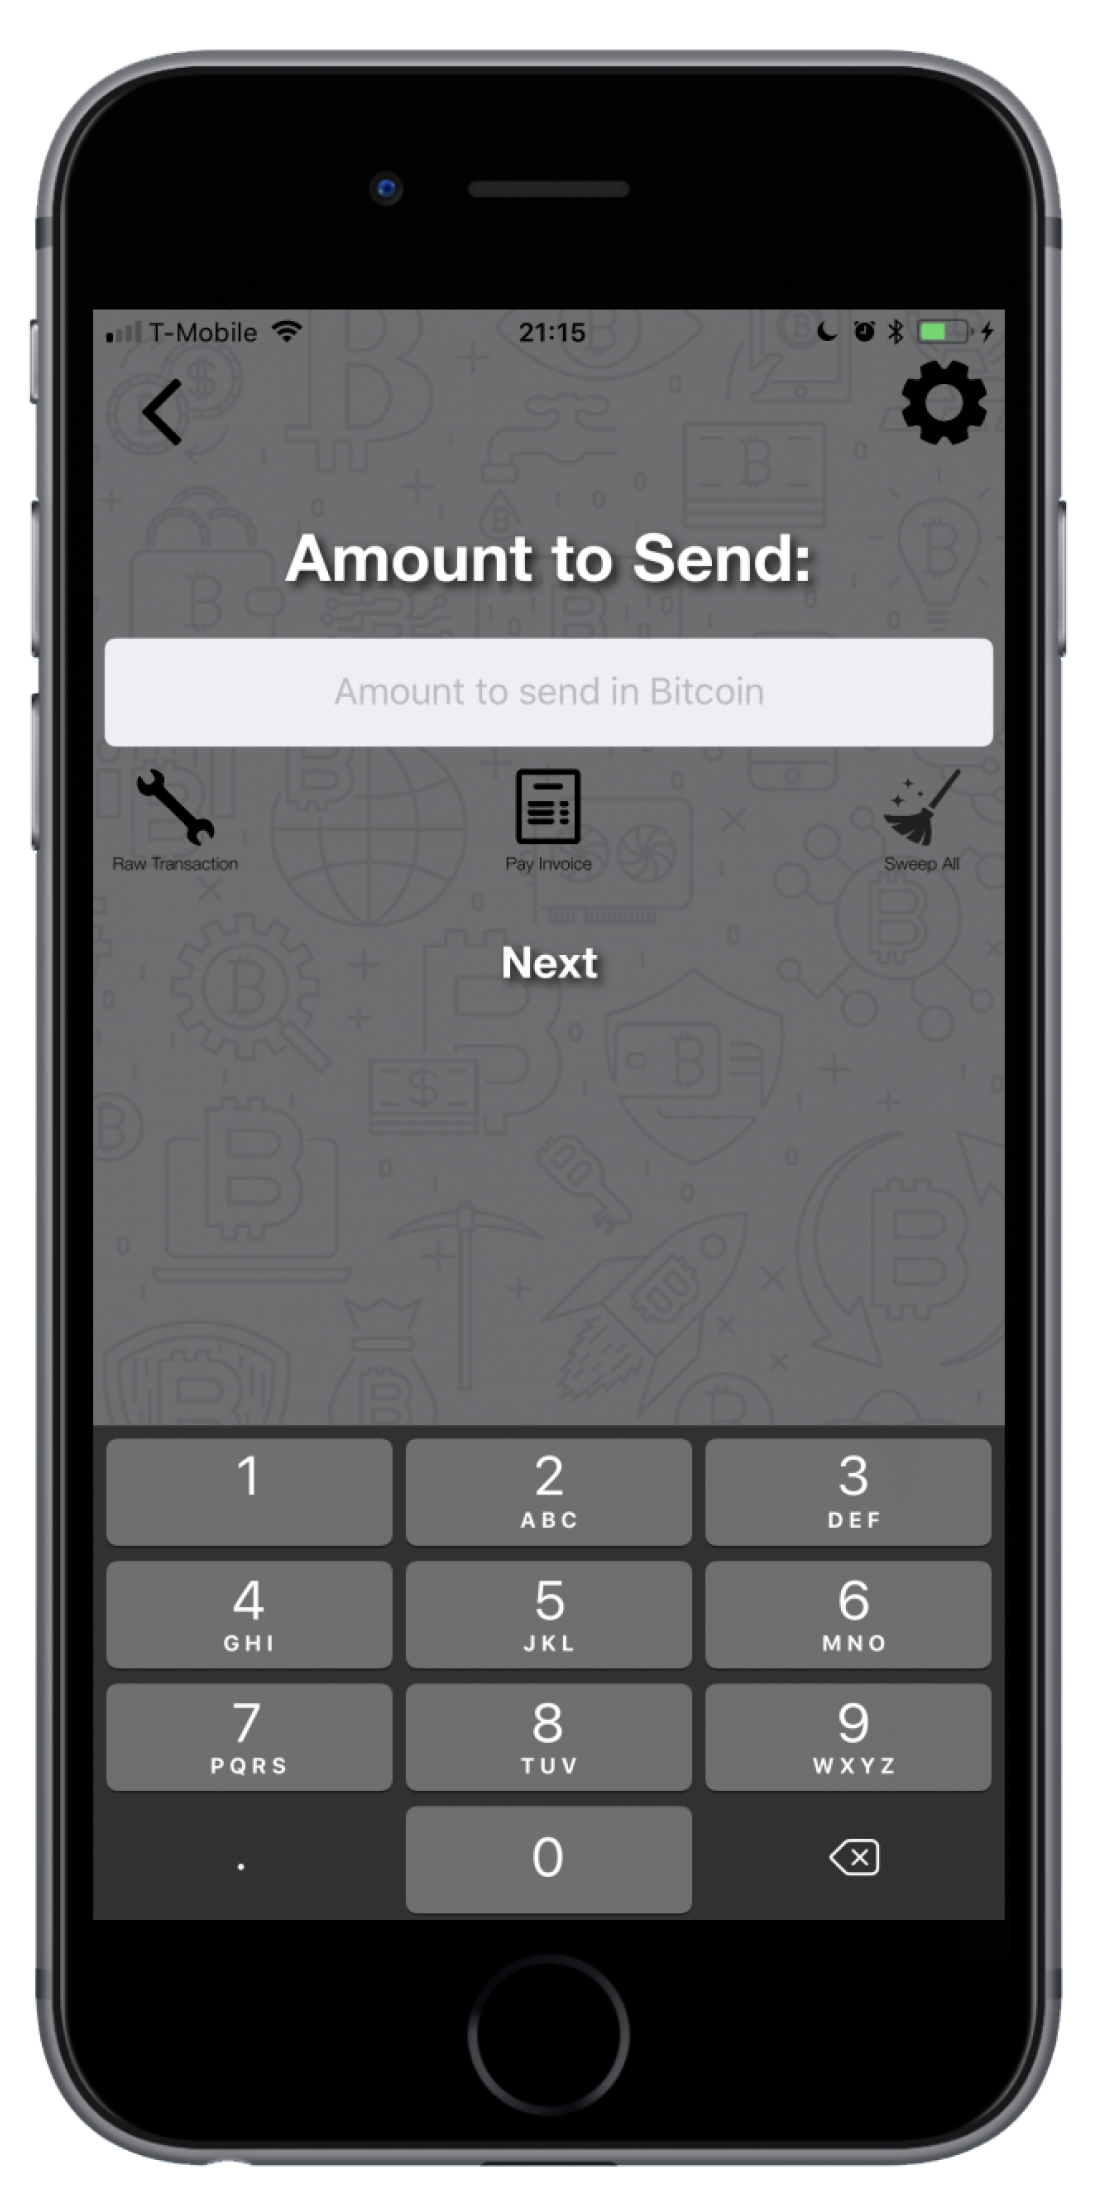 T-Mobile 21:15
Amount to Send:
Amount to send in Bitcoin
Raw Transaction Pay Invoice Sweep All
Next
1 2 3
ABC DEF
4 5 6
GHI JKL MNO
7 8 9
PQRS TUV WXYZ
. 0